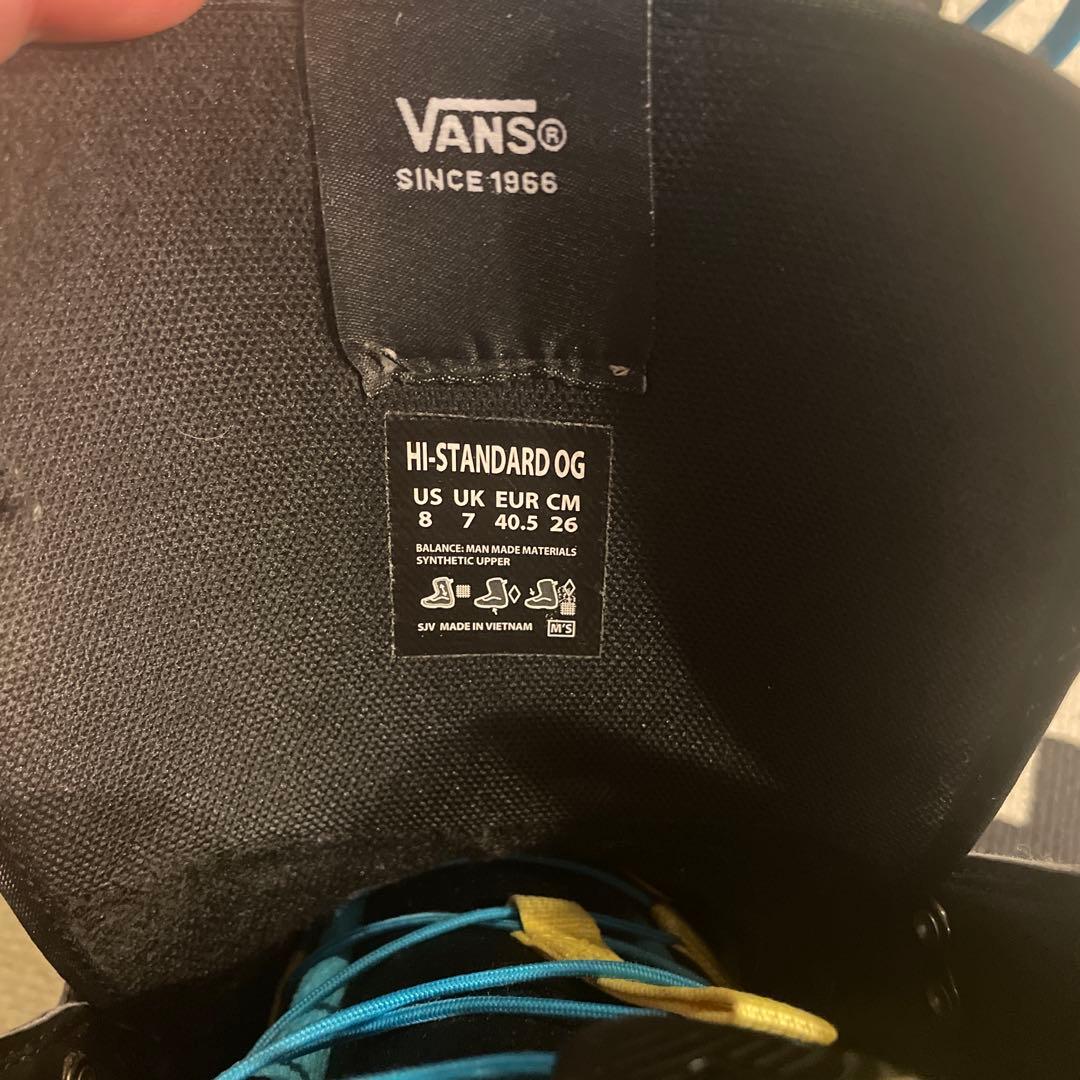 VANS®
SINCE 1966
HI-STANDARD OG
US UK EUR CM
8 7 40.5 26
BALANCE: MAN MADE MATERIALS
SYNTHETIC UPPER
SJV MADE IN VIETNAM M'S